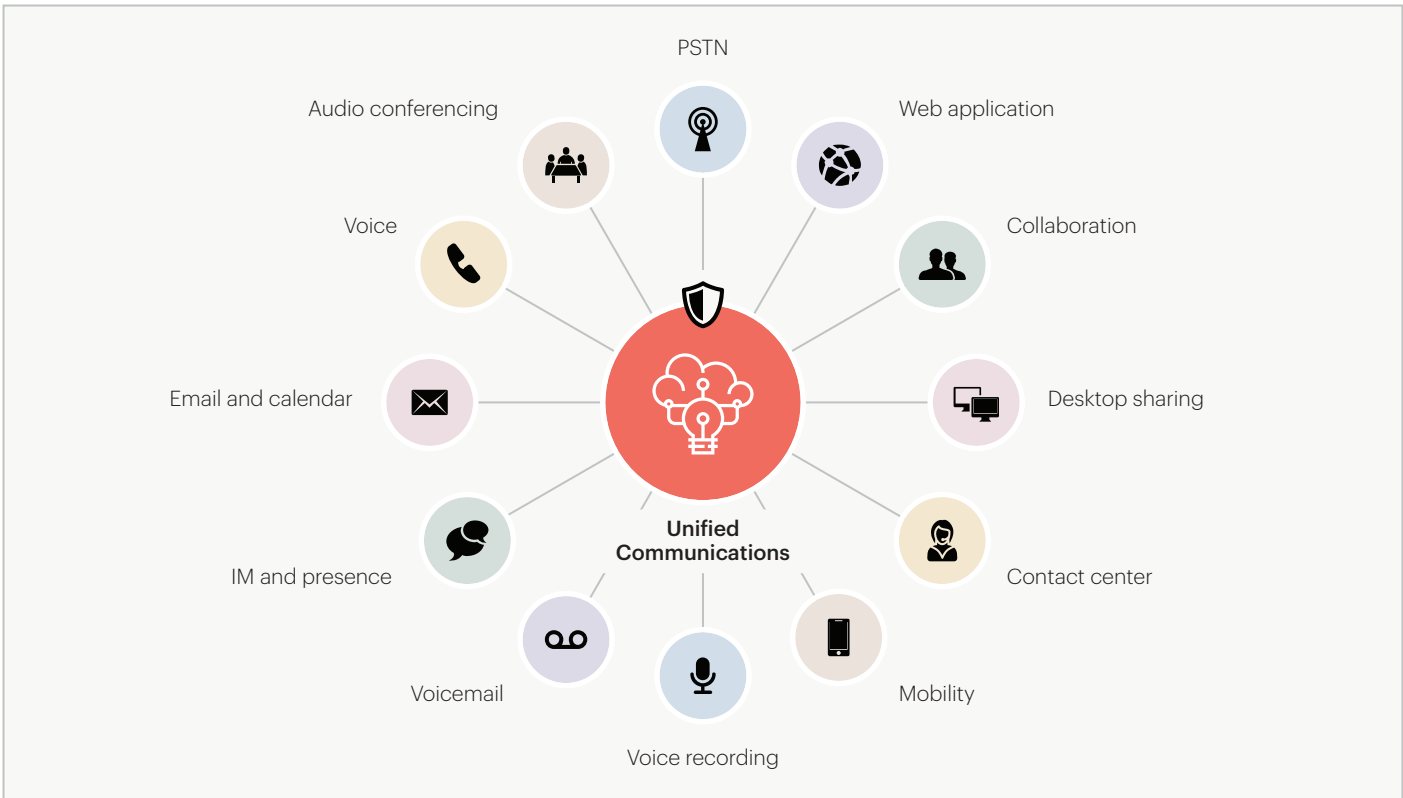 PSTN
Audio conferencing
Web application
Voice
Collaboration
Email and calendar
Desktop sharing
Unified
Communications
IM and presence
Contact center
Voicemail
Mobility
Voice recording